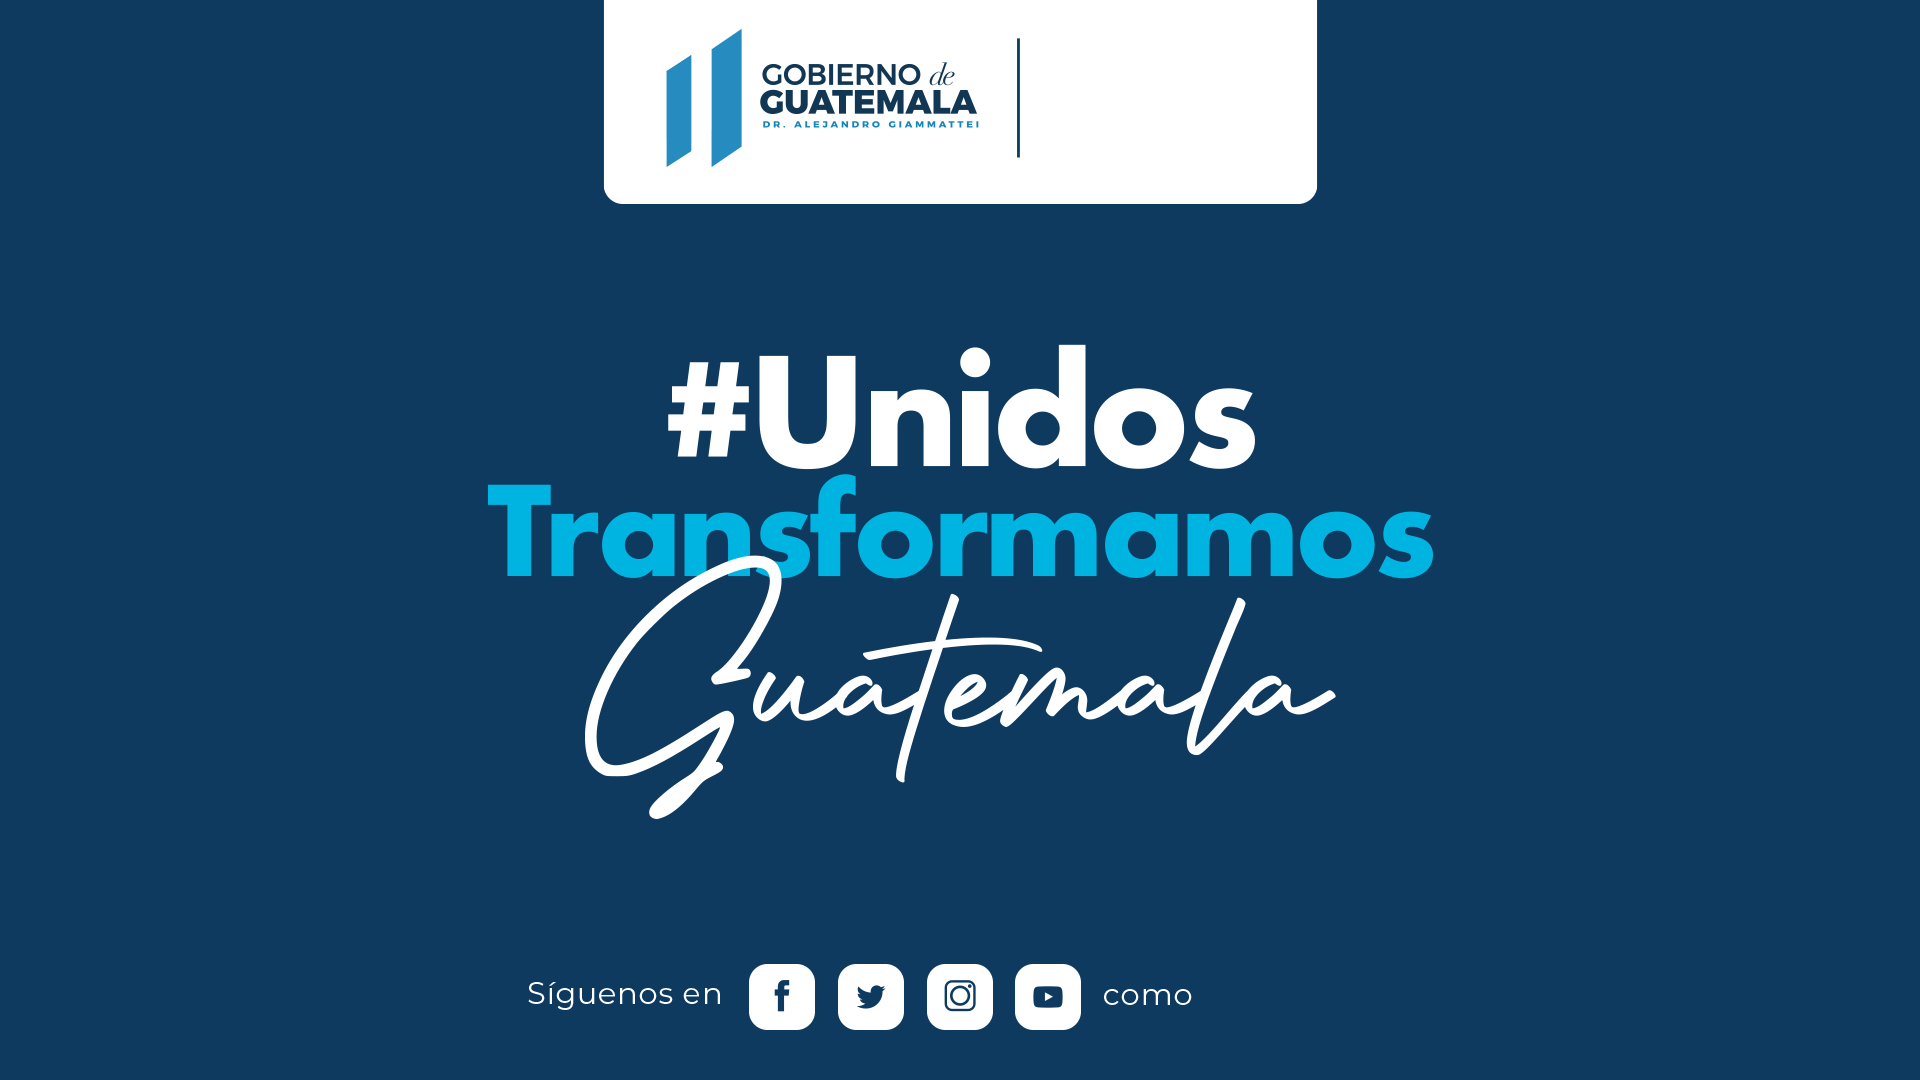 GOBIERNO de
GUATEMALA
DR. ALEJANDRO GIAMMATTEI
#Unidos
Transformamos
Guatemala
Síguenos en
como